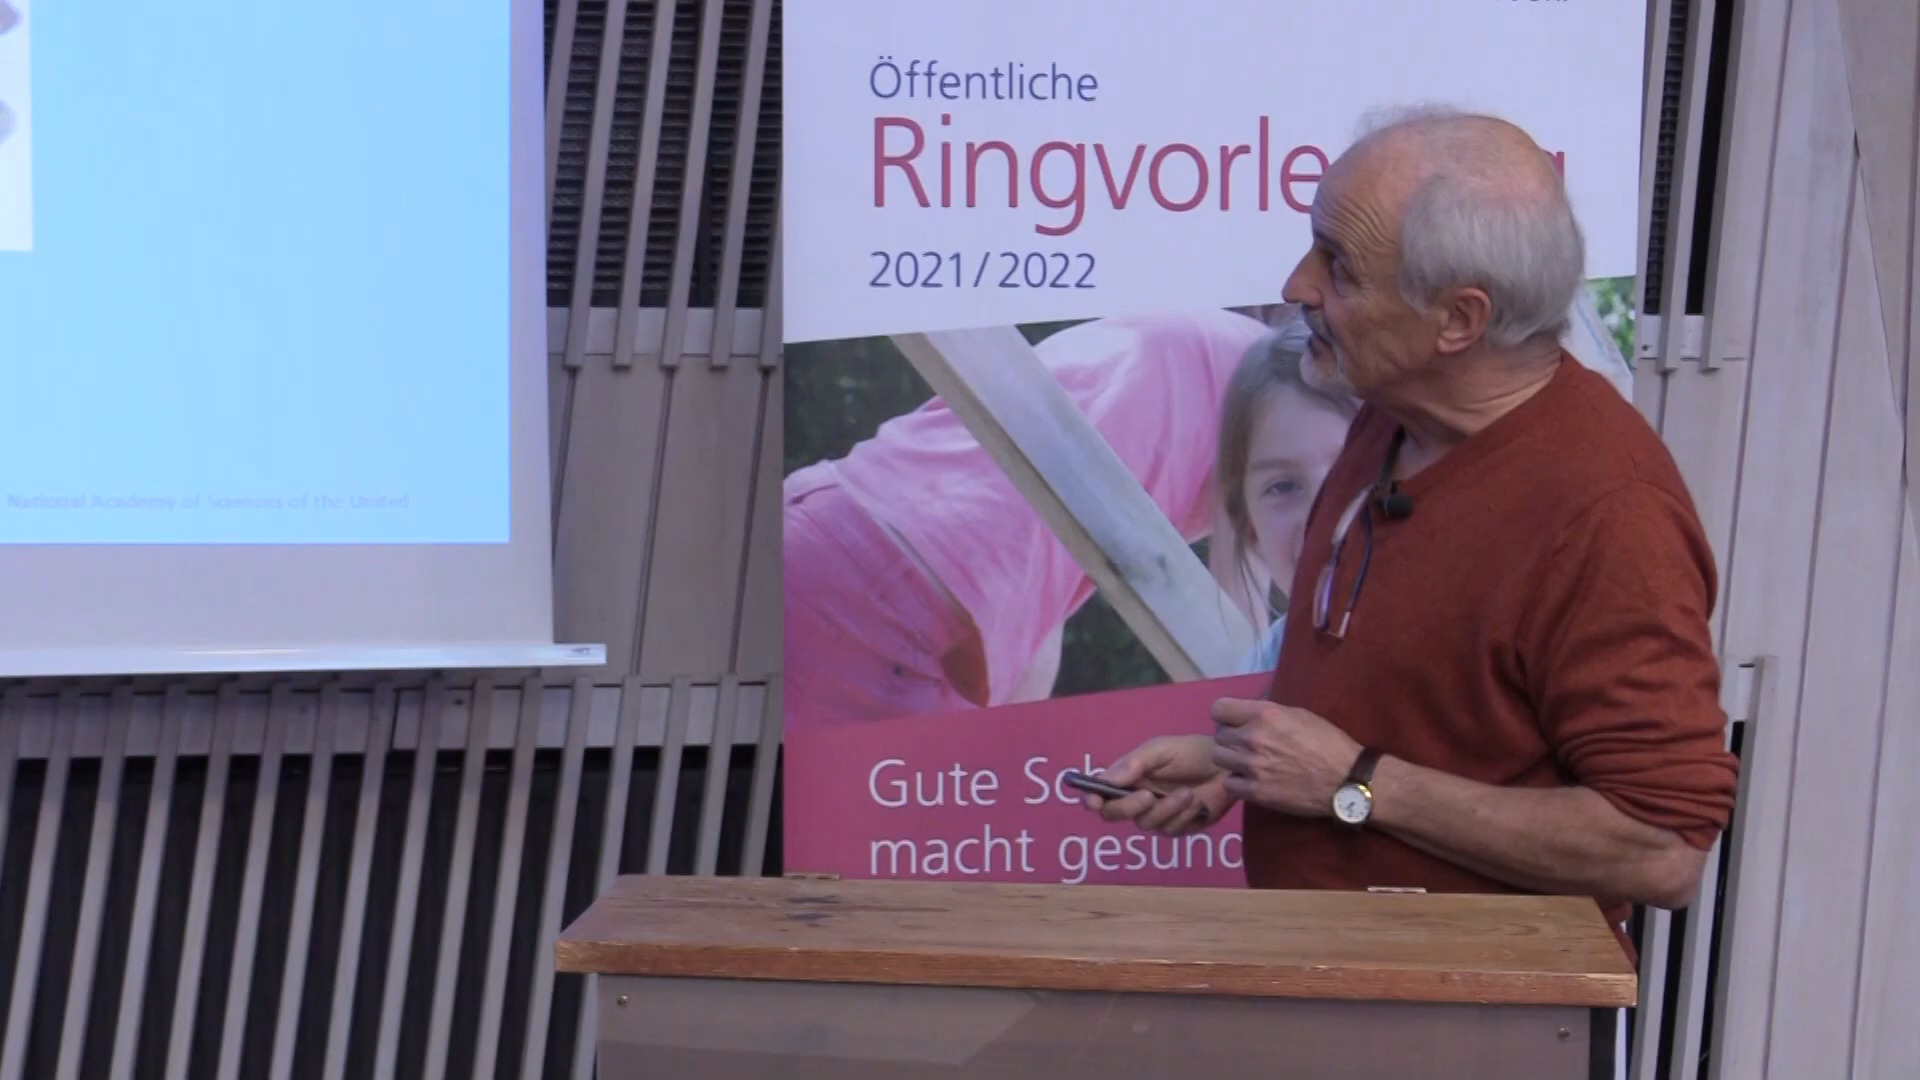 Öffentliche
Ringvorle
2021/2022
National Academy of Sciences of the United
Gute Sch
macht gesund